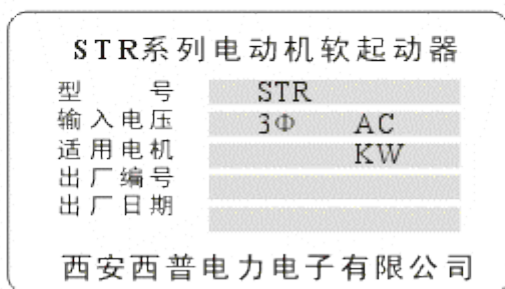 STR系列电动机软起动器
型 号 STR
输入电压 3Φ AC
适用电机 KW
出厂编号
出厂日期
西安西普电力电子有限公司